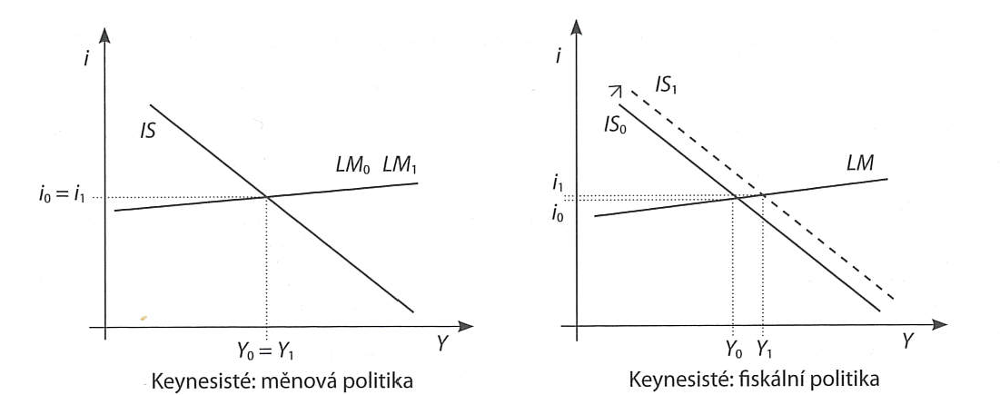 i
IS
LM₀ LM₁
i₀ = i₁
Y₀ = Y₁
Y
Keynesisté: měnová politika
i
IS₁
IS₀
LM
i₁
i₀
Y₀ Y₁
Y
Keynesisté: fiskální politika